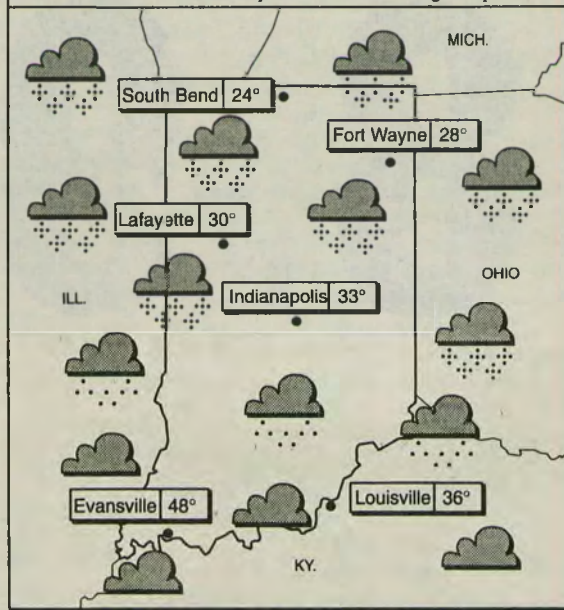 MICH.
South Bend 24°
Fort Wayne 28°
Lafayette 30°
OHIO
ILL.
Indianapolis 33°
Evansville 48°
Louisville 36°
KY.